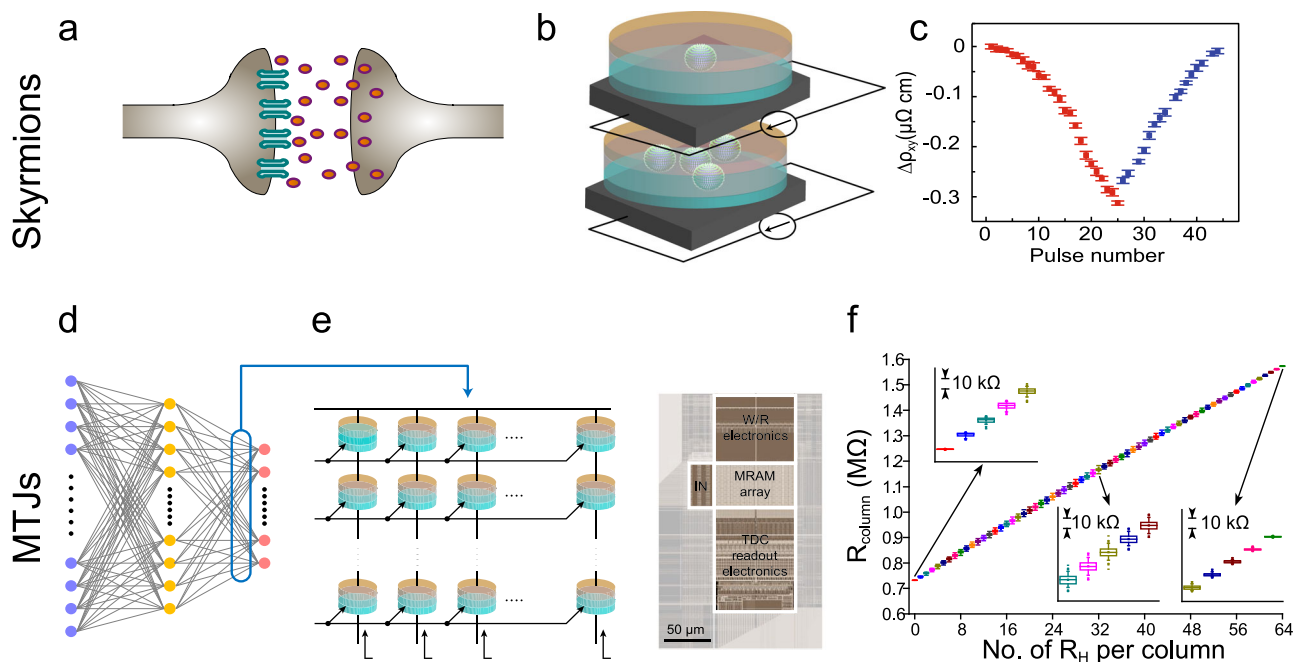 Skyrmions
a
b
c
0
-0.1
-0.2
-0.3
Δρxy(μΩ cm)
0 10 20 30 40
Pulse number
MTJs
d
e
W/R
electronics
IN
MRAM
array
TDC
readout
electronics
50 μm
f
1.6
1.5
1.4
1.3
1.2
1.1
1.0
0.9
0.8
0.7
0.6
Rcolumn (MΩ)
10 kΩ
10 kΩ
10 kΩ
0 8 16 24 32 40 48 56 64
No. of RH per column